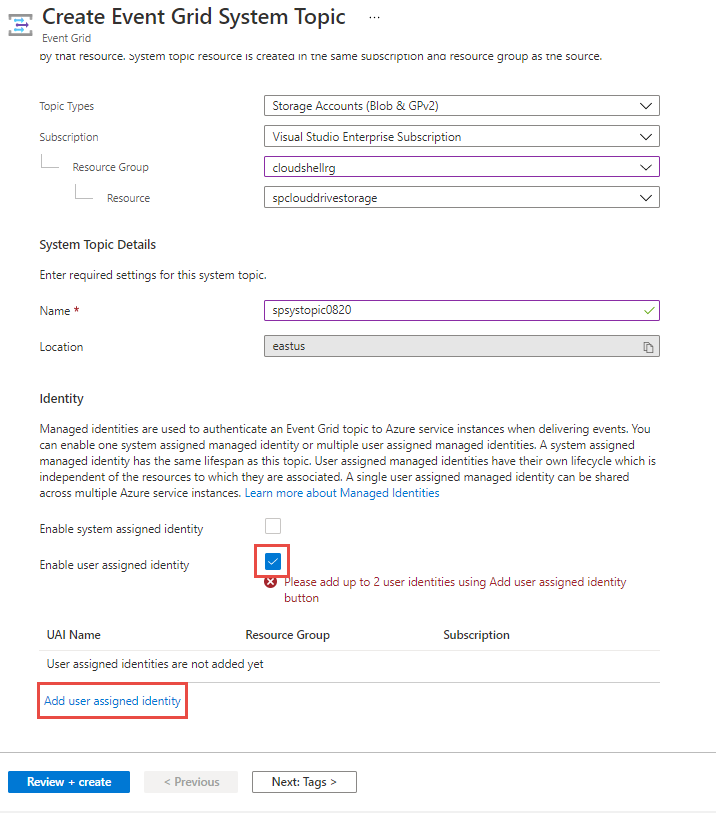 Create Event Grid System Topic ...
Event Grid
by that resource. System topic resource is created in the same subscription and resource group as the source.
Topic Types Storage Accounts (Blob & GPv2)
Subscription Visual Studio Enterprise Subscription
Resource Group cloudshellrg
Resource spclouddrivestorage
System Topic Details
Enter required settings for this system topic.
Name * spsystopic0820
Location eastus
Identity
Managed identities are used to authenticate an Event Grid topic to Azure service instances when delivering events. You
can enable one system assigned managed identity or multiple user assigned managed identities. A system assigned
managed identity has the same lifespan as this topic. User assigned managed identities have their own lifecycle which is
independent of the resources to which they are associated. A single user assigned managed identity can be shared
across multiple Azure service instances. Learn more about Managed Identities
Enable system assigned identity
Enable user assigned identity
Please add up to 2 user identities using Add user assigned identity
button
UAI Name Resource Group Subscription
User assigned identities are not added yet
Add user assigned identity
Review + create < Previous Next: Tags >